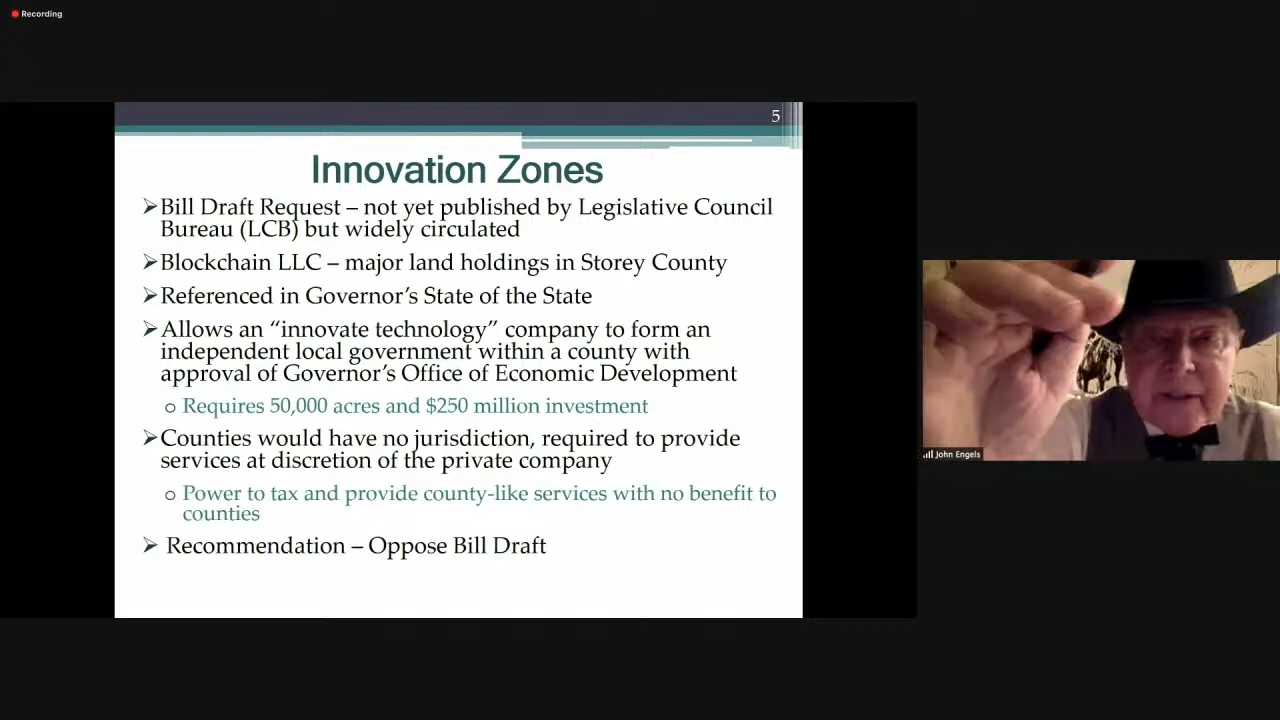 Recording
5
Innovation Zones
➢Bill Draft Request – not yet published by Legislative Council
Bureau (LCB) but widely circulated
➢Blockchain LLC – major land holdings in Storey County
➢Referenced in Governor’s State of the State
➢Allows an “innovate technology” company to form an
independent local government within a county with
approval of Governor’s Office of Economic Development
o Requires 50,000 acres and $250 million investment
➢Counties would have no jurisdiction, required to provide
services at discretion of the private company
o Power to tax and provide county-like services with no benefit to
counties
➢ Recommendation – Oppose Bill Draft
John Engels